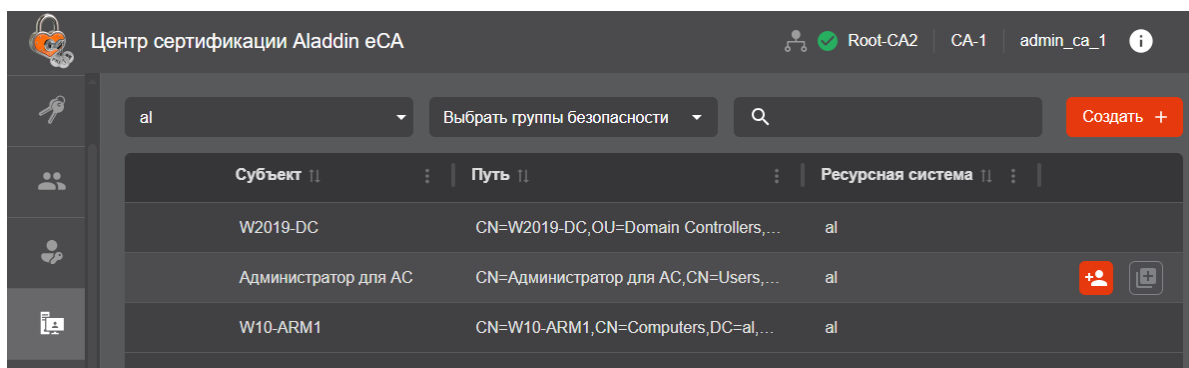 Центр сертификации Aladdin eCA
Root-CA2 CA-1 admin_ca_1
al Выбрать группы безопасности Создать +
Субъект Путь Ресурсная система
W2019-DC CN=W2019-DC,OU=Domain Controllers,... al
Администратор для АС CN=Администратор для АС,CN=Users,... al
W10-ARM1 CN=W10-ARM1,CN=Computers,DC=al,... al